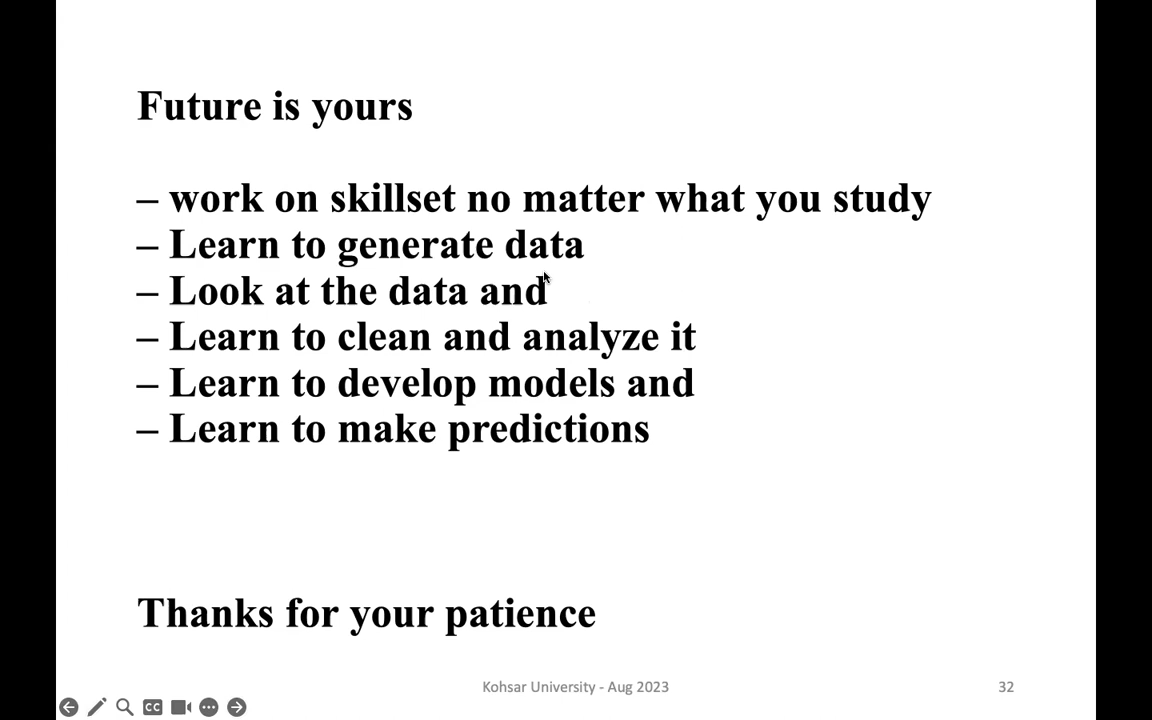 Future is yours
– work on skillset no matter what you study
– Learn to generate data
– Look at the data and
– Learn to clean and analyze it
– Learn to develop models and
– Learn to make predictions
Thanks for your patience
Kohsar University - Aug 2023
32
CC